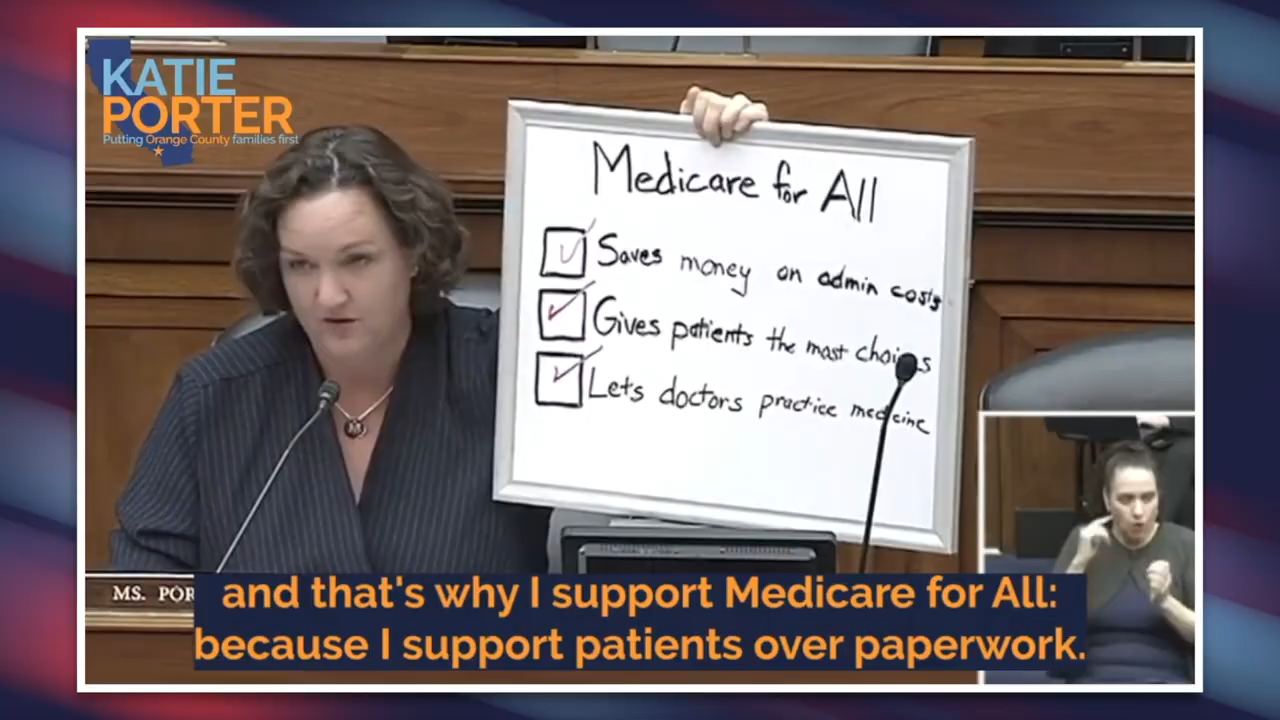 KATIE
PORTER
Putting Orange County families first
Medicare for All
Saves money on admin costs
Gives patients the most choices
Lets doctors practice medicine
MS. POR
and that's why I support Medicare for All:
because I support patients over paperwork.